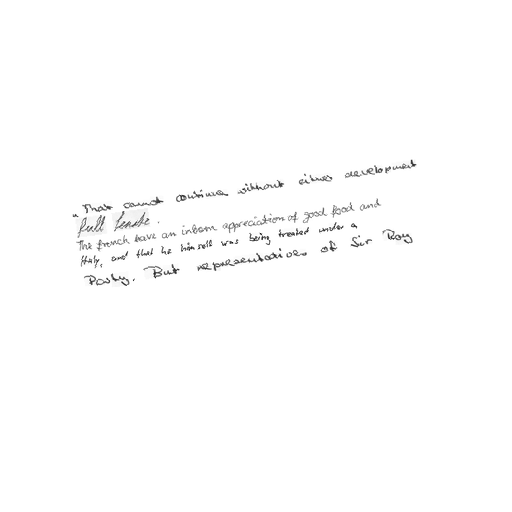 "That cannot continue without either development
full Senate.
The french have an inborn appreciation of good food and
Italy, and that he himself was being treated under a
Party. But representatives of Sir Roy